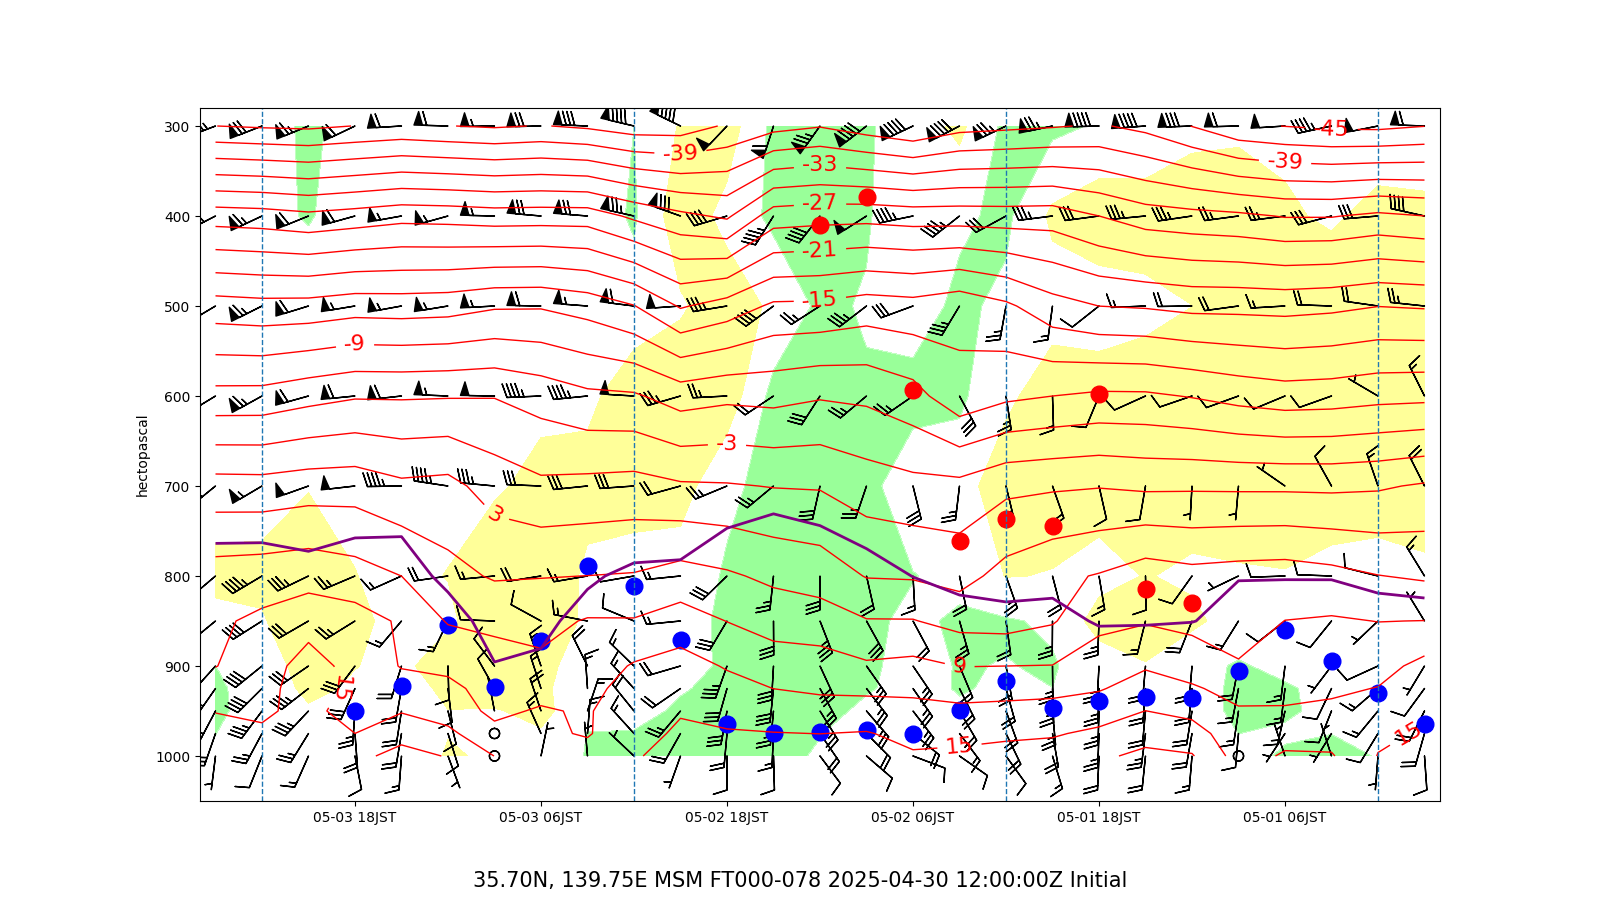 300
400
500
600
700
800
900
1000
hectopascal
45
-39
-39
-33
-27
-21
-15
-9
-3
3
9
15
15
15
05-03 18JST
05-03 06JST
05-02 18JST
05-02 06JST
05-01 18JST
05-01 06JST
35.70N, 139.75E MSM FT000-078 2025-04-30 12:00:00Z Initial